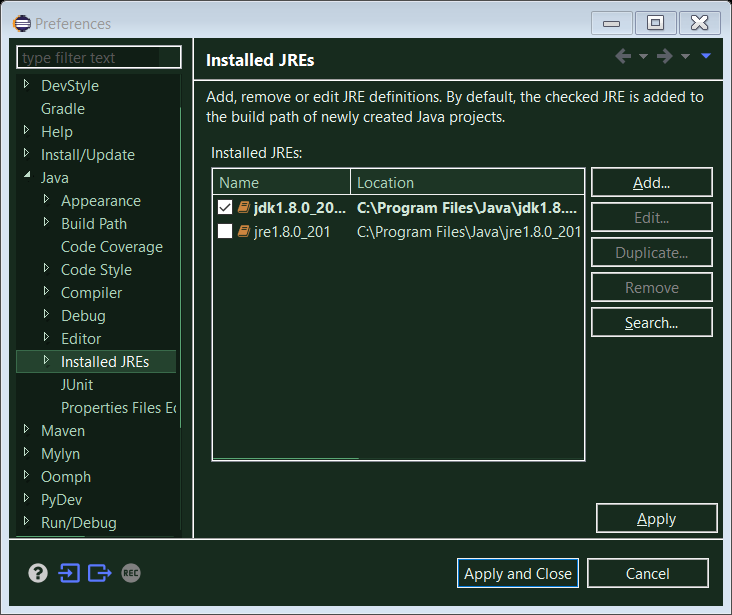 Preferences
type filter text
DevStyle
Gradle
Help
Install/Update
Java
Appearance
Build Path
Code Coverage
Code Style
Compiler
Debug
Editor
Installed JREs
JUnit
Properties Files Ec
Maven
Mylyn
Oomph
PyDev
Run/Debug
Installed JREs
Add, remove or edit JRE definitions. By default, the checked JRE is added to
the build path of newly created Java projects.
Installed JREs:
Name Location
jdk1.8.0_20... C:\Program Files\Java\jdk1.8....
jre1.8.0_201 C:\Program Files\Java\jre1.8.0_201
Add...
Edit...
Duplicate...
Remove
Search...
Apply
? REC
Apply and Close Cancel